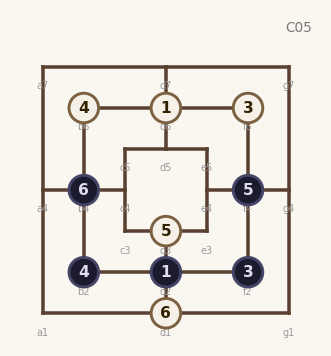 C05
a7 d7 g7
4 1 3
b6 d6 f6
c5 d5 e5
6 5
a4 b4 c4 e4 f4 g4
5
c3 d3 e3
4 1 3
b2 d2 f2
6
a1 d1 g1